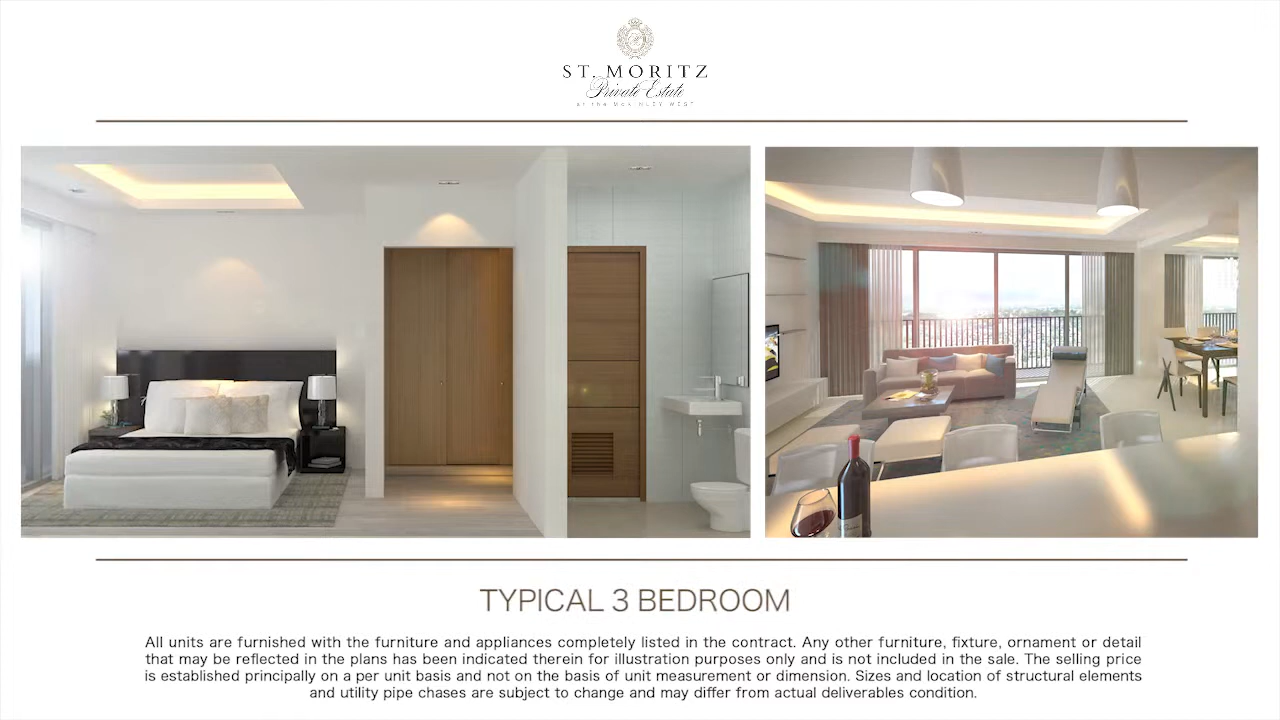 ST. MORITZ
Private Estate
at the McKINLEY WEST
TYPICAL 3 BEDROOM
All units are furnished with the furniture and appliances completely listed in the contract. Any other furniture, fixture, ornament or detail
that may be reflected in the plans has been indicated therein for illustration purposes only and is not included in the sale. The selling price
is established principally on a per unit basis and not on the basis of unit measurement or dimension. Sizes and location of structural elements
and utility pipe chases are subject to change and may differ from actual deliverables condition.